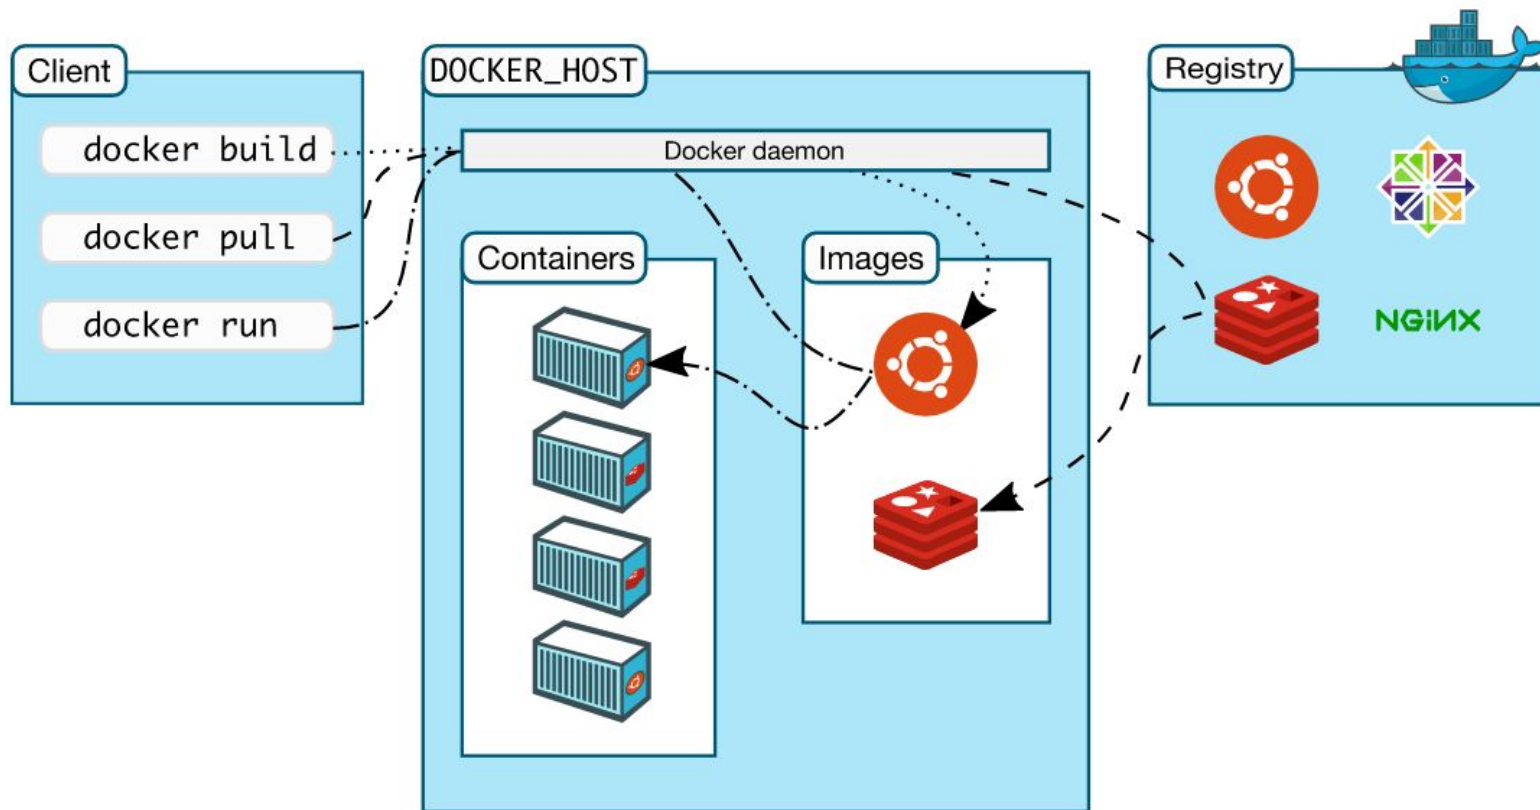 Client
docker build
docker pull
docker run
DOCKER_HOST
Docker daemon
Containers
Images
Registry
NGiNX